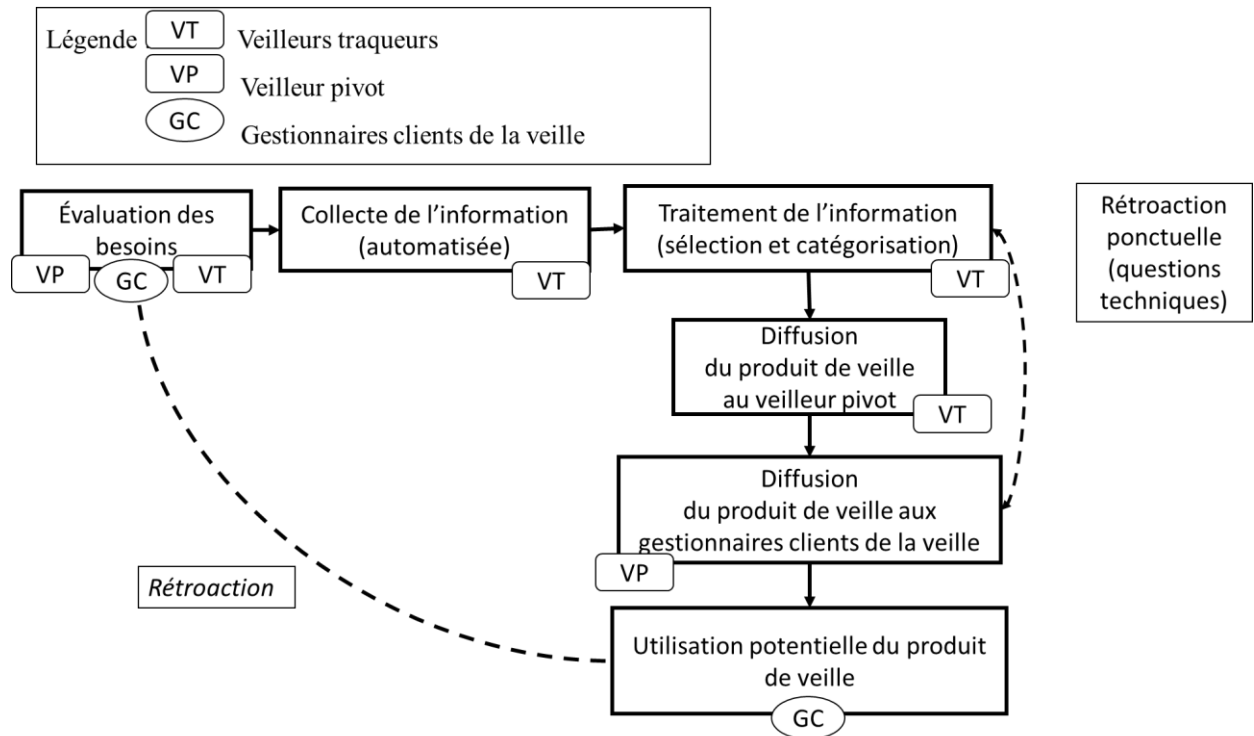 Légende VT Veilleurs traqueurs
VP Veilleur pivot
GC Gestionnaires clients de la veille
Évaluation des
besoins
VP GC VT
Collecte de l'information
(automatisée)
VT
Traitement de l'information
(sélection et catégorisation)
VT
Rétroaction
ponctuelle
(questions
techniques)
Diffusion
du produit de veille
au veilleur pivot
VT
Diffusion
du produit de veille aux
gestionnaires clients de la veille
VP
Rétroaction
Utilisation potentielle du produit
de veille
GC